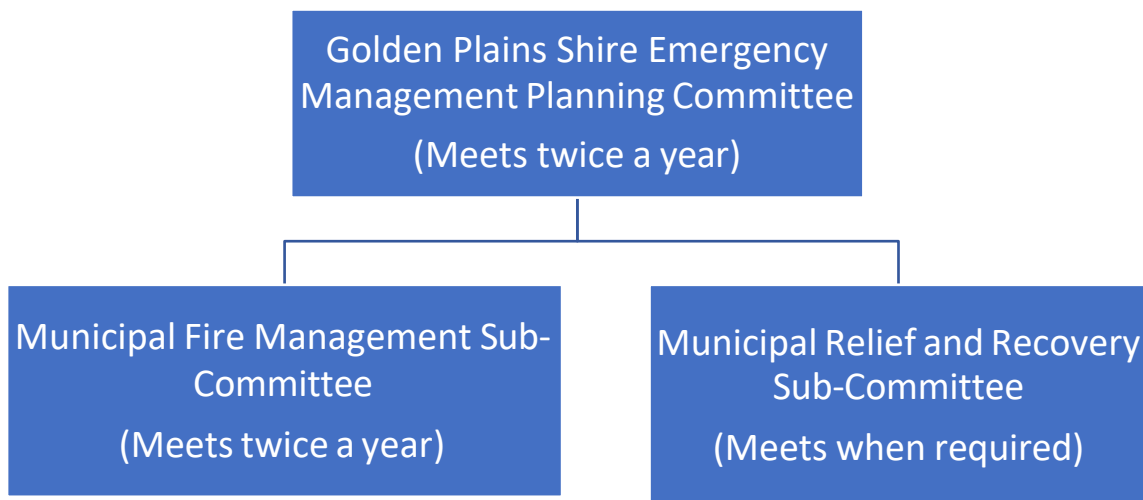 Golden Plains Shire Emergency
Management Planning Committee
(Meets twice a year)
Municipal Fire Management Sub-
Committee
(Meets twice a year)
Municipal Relief and Recovery
Sub-Committee
(Meets when required)